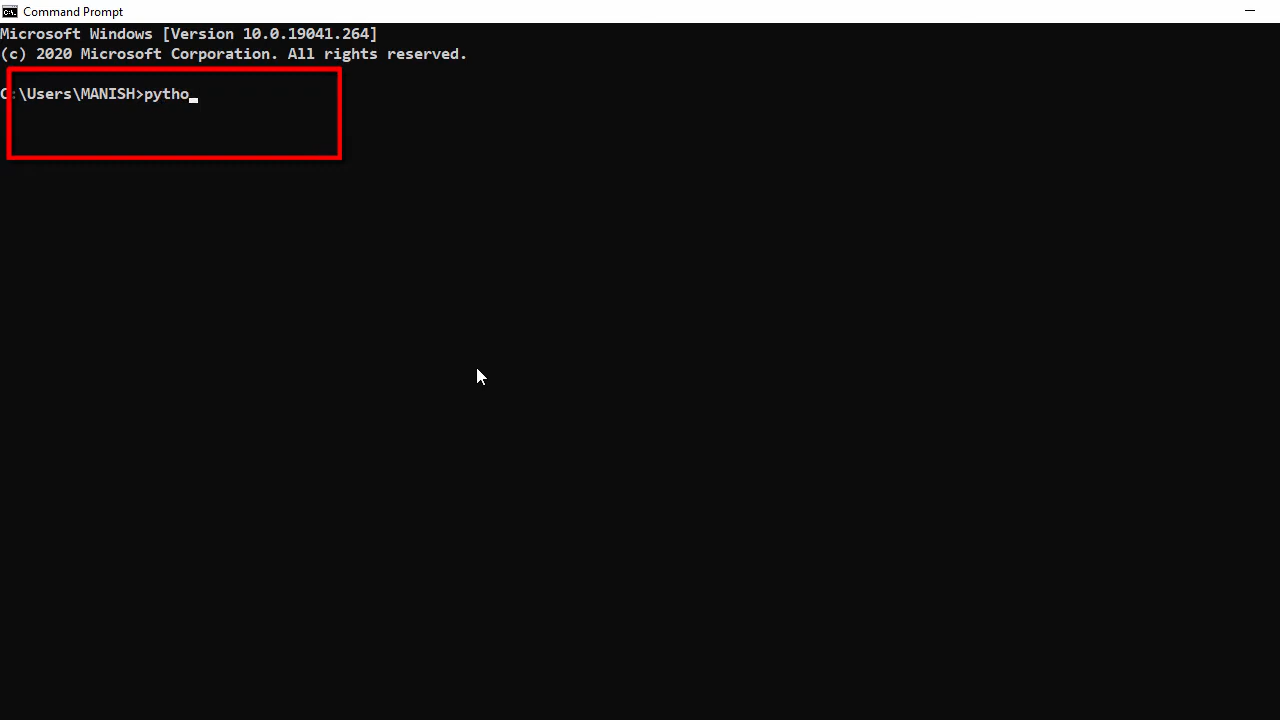 Command Prompt
Microsoft Windows [Version 10.0.19041.264]
(c) 2020 Microsoft Corporation. All rights reserved.
C:\Users\MANISH>pytho